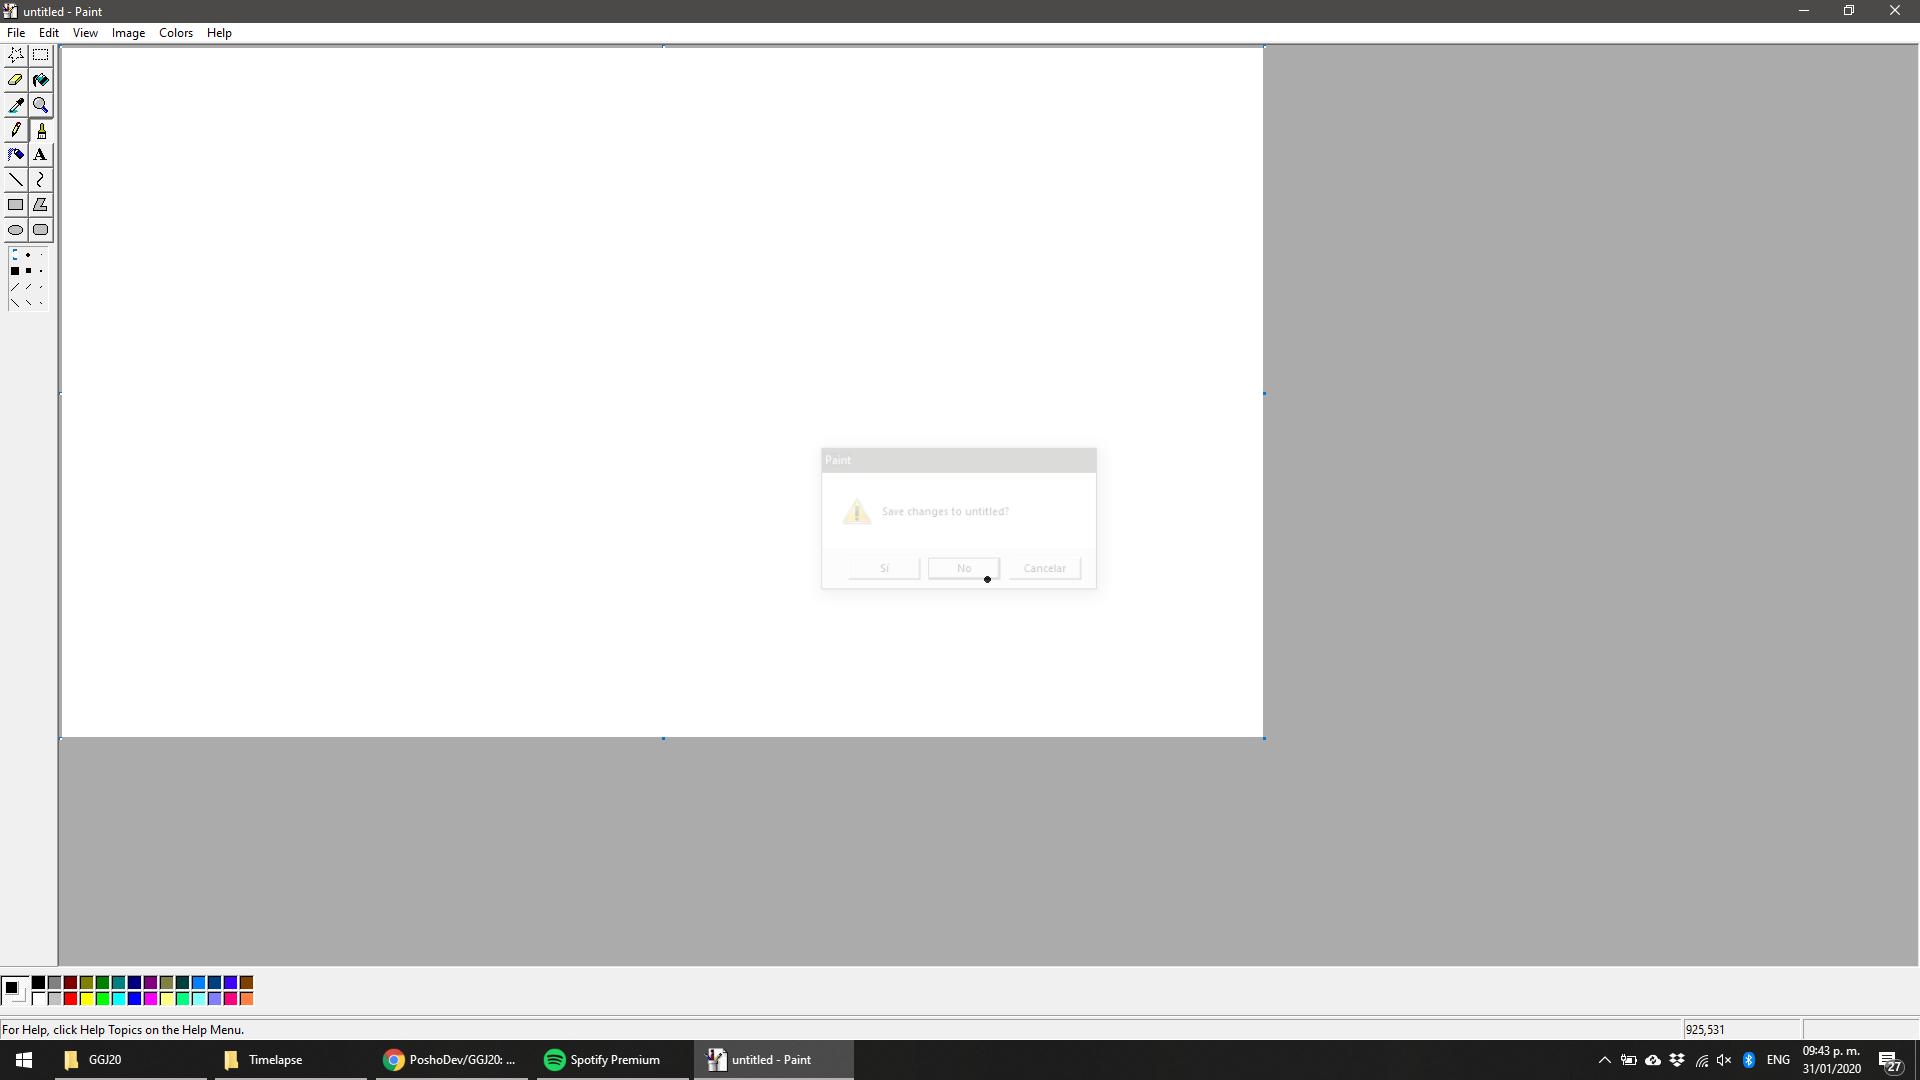 untitled - Paint
File Edit View Image Colors Help
Paint
Save changes to untitled?
Sí No Cancelar
For Help, click Help Topics on the Help Menu.
925,531
GGJ20 Timelapse PoshoDev/GGJ20: ... Spotify Premium untitled - Paint
ENG
09:43 p. m.
31/01/2020
27